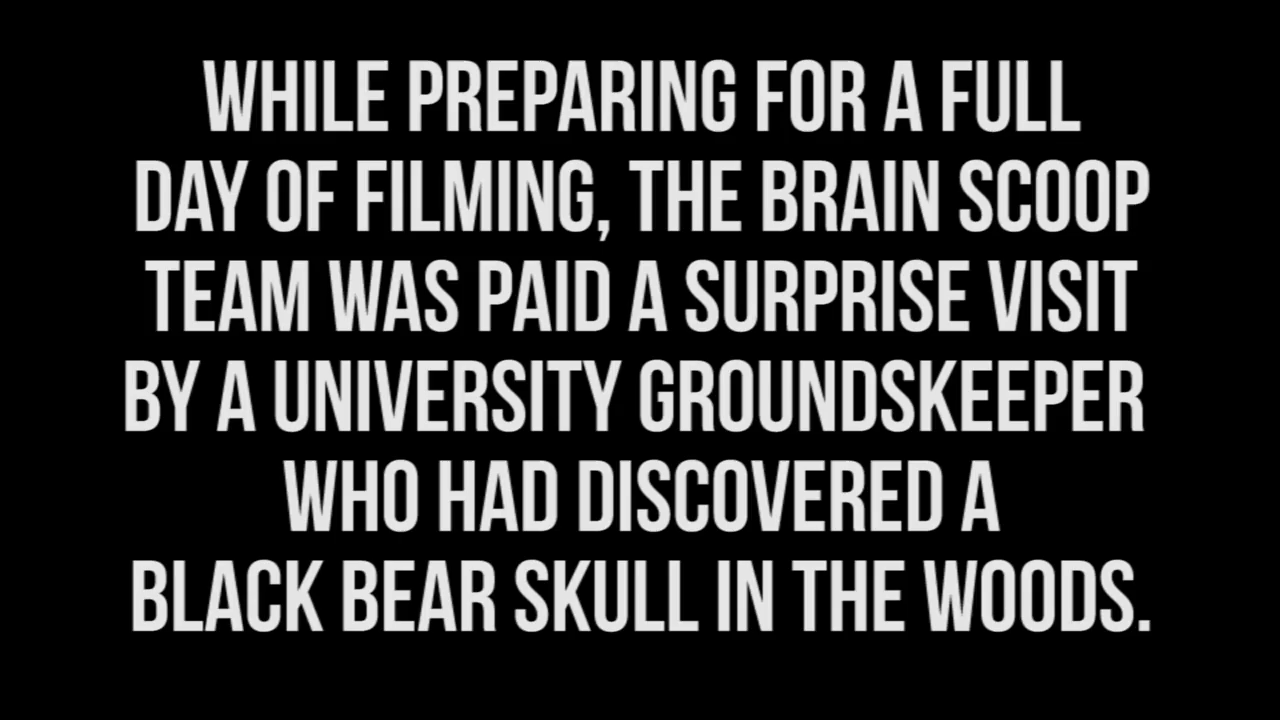 WHILE PREPARING FOR A FULL
DAY OF FILMING, THE BRAIN SCOOP
TEAM WAS PAID A SURPRISE VISIT
BY A UNIVERSITY GROUNDSKEEPER
WHO HAD DISCOVERED A
BLACK BEAR SKULL IN THE WOODS.